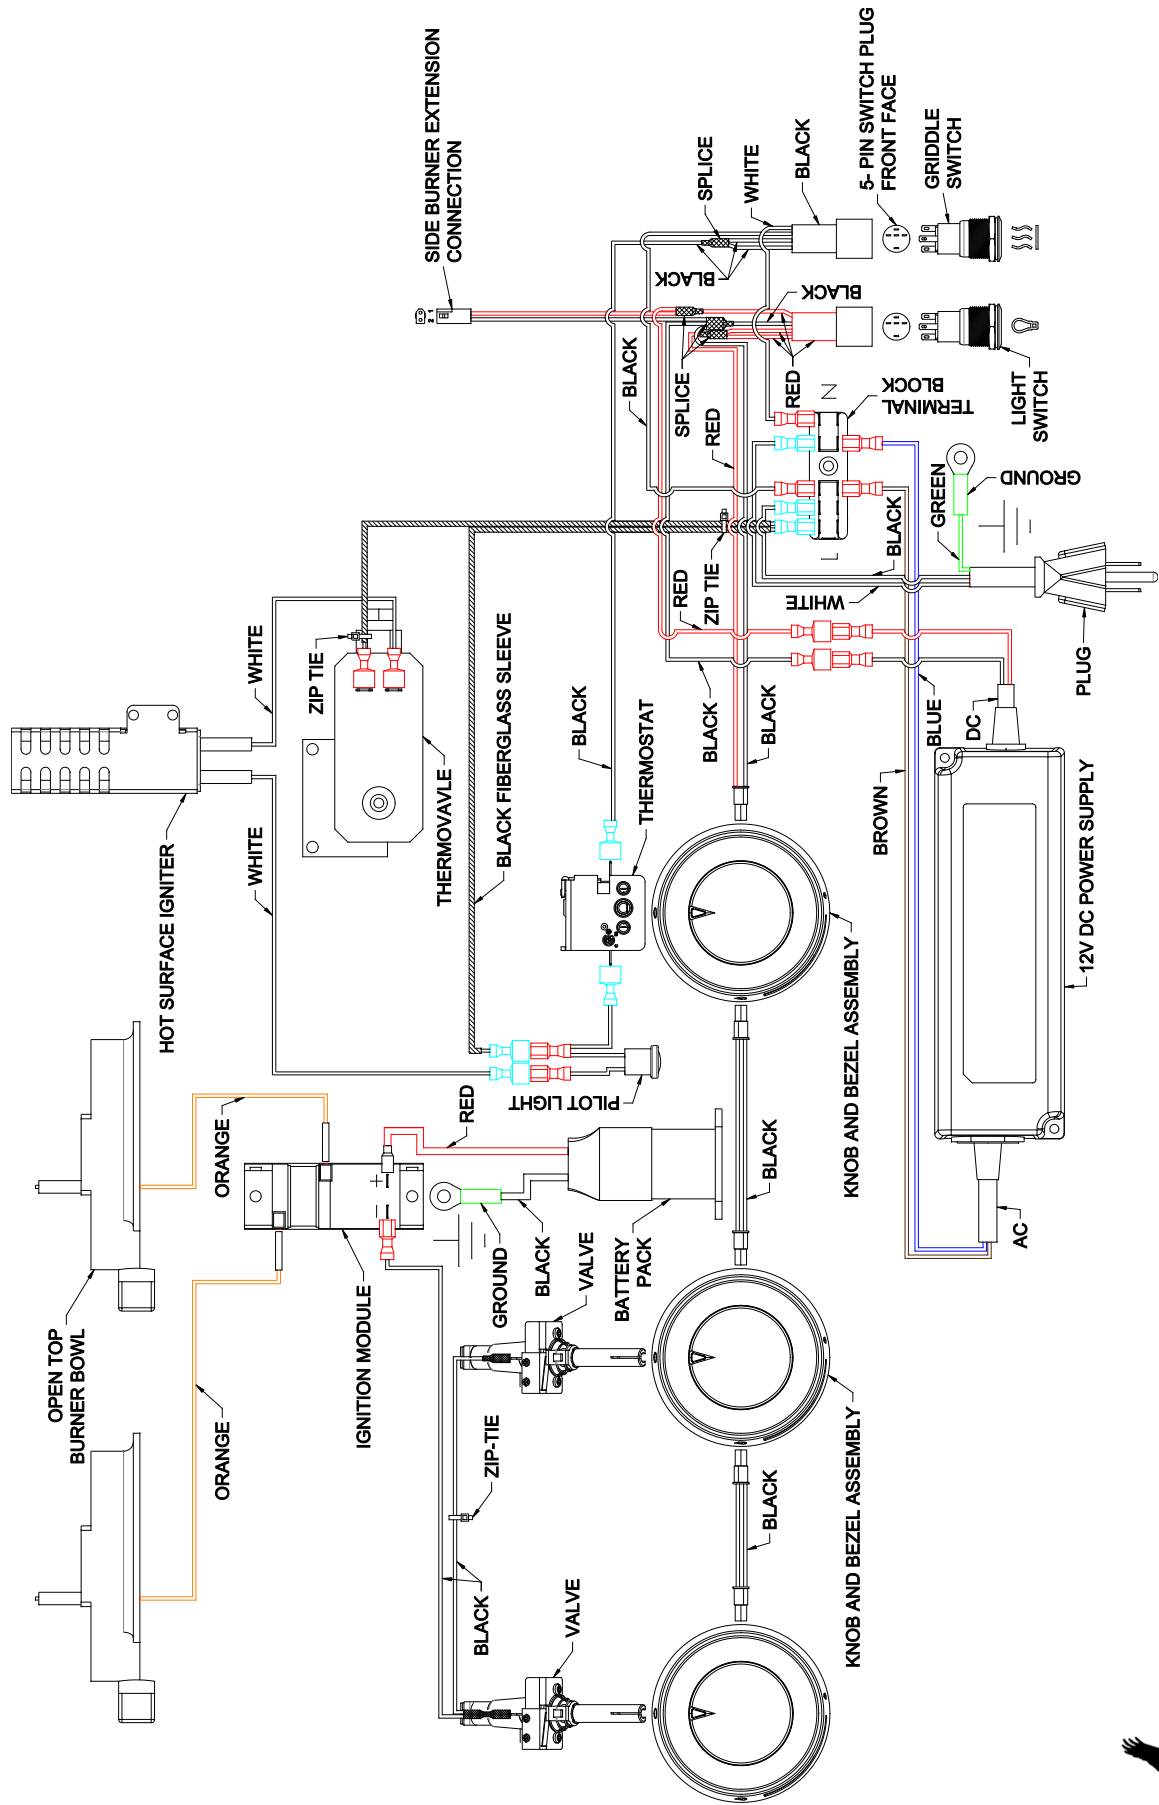 OPEN TOP
BURNER BOWL
ORANGE
ORANGE
HOT SURFACE IGNITER
WHITE
WHITE
IGNITION MODULE
+
−
ZIP TIE
THERMOVAVLE
SIDE BURNER EXTENSION
CONNECTION
2 1
BLACK
ZIP-TIE
GROUND
RED
BLACK FIBERGLASS SLEEVE
BLACK
VALVE
VALVE
PILOT LIGHT
BLACK
BATTERY
PACK
THERMOSTAT
BLACK
RED
SPLICE
BLACK
SPLICE
BLACK
ZIP TIE
RED
WHITE
BLACK
BLACK
BLACK
BLACK
RED
BLACK
BLACK
WHITE
L
N
KNOB AND BEZEL ASSEMBLY
KNOB AND BEZEL ASSEMBLY
BROWN
BLACK
TERMINAL
BLOCK
5- PIN SWITCH PLUG
FRONT FACE
BLUE
GREEN
GRIDDLE
SWITCH
DC
AC
LIGHT
SWITCH
GROUND
12V DC POWER SUPPLY
PLUG